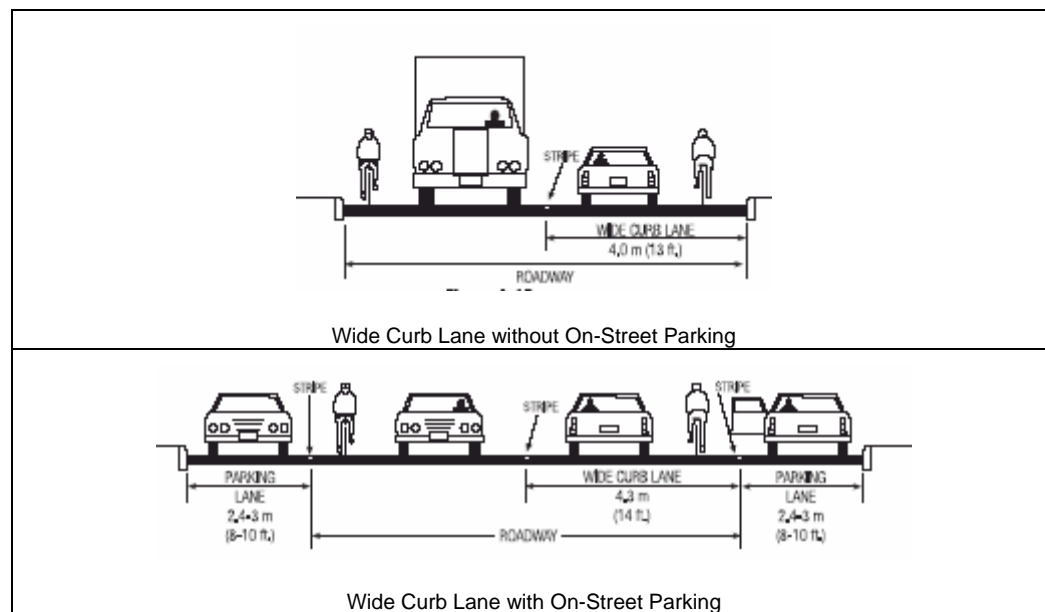 STRIPE
WIDE CURB LANE
4.0 m (13 ft.)
ROADWAY
Wide Curb Lane without On-Street Parking
STRIPE
STRIPE
STRIPE
PARKING
LANE
2.4-3 m
(8-10 ft.)
WIDE CURB LANE
4.3 m
(14 ft.)
PARKING
LANE
2.4-3 m
(8-10 ft.)
ROADWAY
Wide Curb Lane with On-Street Parking